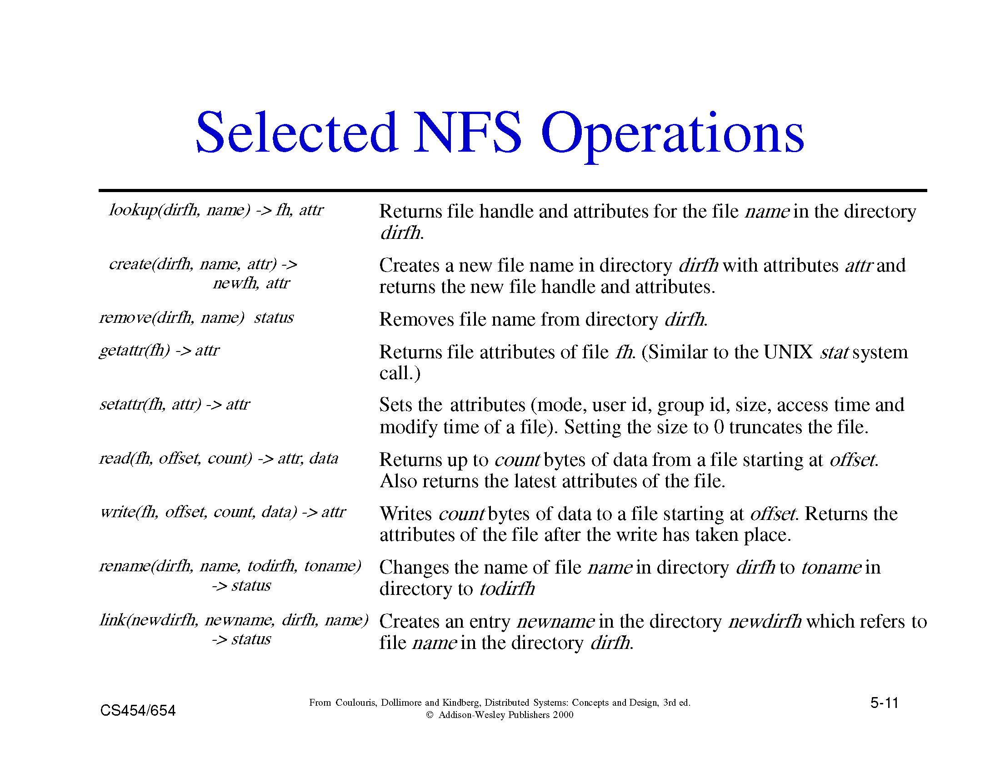 Selected NFS Operations
lookup(dirfh, name) -> fh, attr
Returns file handle and attributes for the file name in the directory
dirfh.
create(dirfh, name, attr) ->
newfh, attr
Creates a new file name in directory dirfh with attributes attr and
returns the new file handle and attributes.
remove(dirfh, name) status
Removes file name from directory dirfh.
getattr(fh) -> attr
Returns file attributes of file fh. (Similar to the UNIX stat system
call.)
setattr(fh, attr) -> attr
Sets the attributes (mode, user id, group id, size, access time and
modify time of a file). Setting the size to 0 truncates the file.
read(fh, offset, count) -> attr, data
Returns up to count bytes of data from a file starting at offset.
Also returns the latest attributes of the file.
write(fh, offset, count, data) -> attr
Writes count bytes of data to a file starting at offset. Returns the
attributes of the file after the write has taken place.
rename(dirfh, name, todirfh, toname)
-> status
Changes the name of file name in directory dirfh to toname in
directory to todirfh
link(newdirfh, newname, dirfh, name)
-> status
Creates an entry newname in the directory newdirfh which refers to
file name in the directory dirfh.
CS454/654
From Coulouris, Dollimore and Kindberg, Distributed Systems: Concepts and Design, 3rd ed.
© Addison-Wesley Publishers 2000
5-11